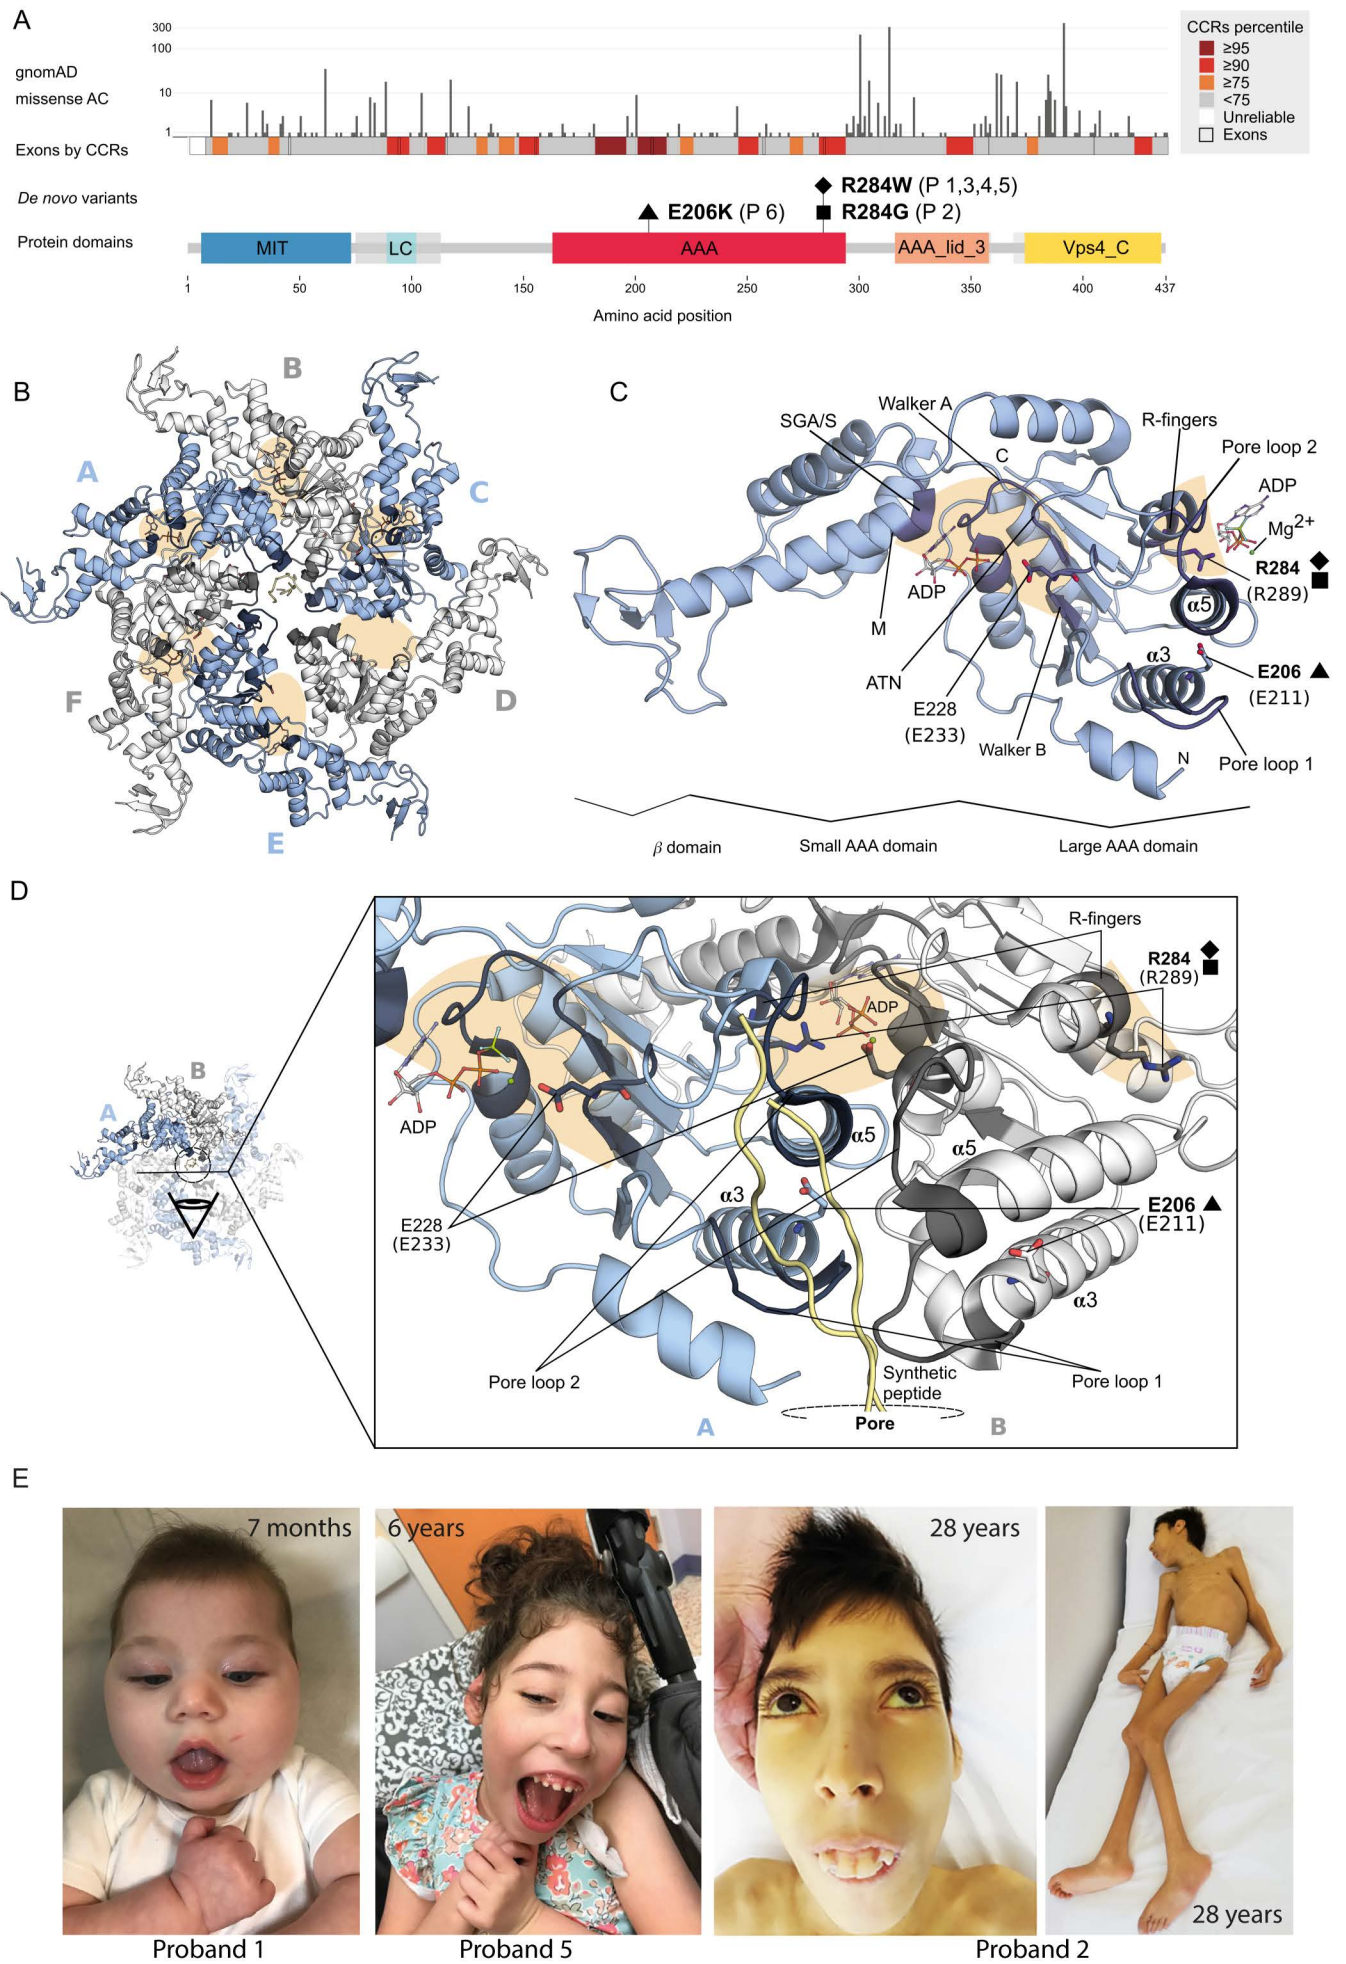 A
300
100
gnomAD
missense AC
10
1
Exons by CCRs
CCRs percentile
≥95
≥90
≥75
<75
Unreliable
Exons
De novo variants
R284W (P 1,3,4,5)
E206K (P 6)
R284G (P 2)
Protein domains
MIT
LC
AAA
AAA_lid_3
Vps4_C
1
50
100
150
200
250
300
350
400
437
Amino acid position
B
B
A
C
F
D
E
C
SGA/S
Walker A
C
R-fingers
Pore loop 2
ADP
Mg2+
R284
(R289)
α5
ADP
M
ATN
α3
E206
(E211)
E228
(E233)
Walker B
N
Pore loop 1
β domain
Small AAA domain
Large AAA domain
D
B
A
R-fingers
R284
(R289)
ADP
ADP
α5
α5
α3
E206
(E211)
E228
(E233)
α3
Pore loop 2
Synthetic
peptide
Pore loop 1
Pore
A
B
E
7 months
6 years
28 years
28 years
Proband 1
Proband 5
Proband 2